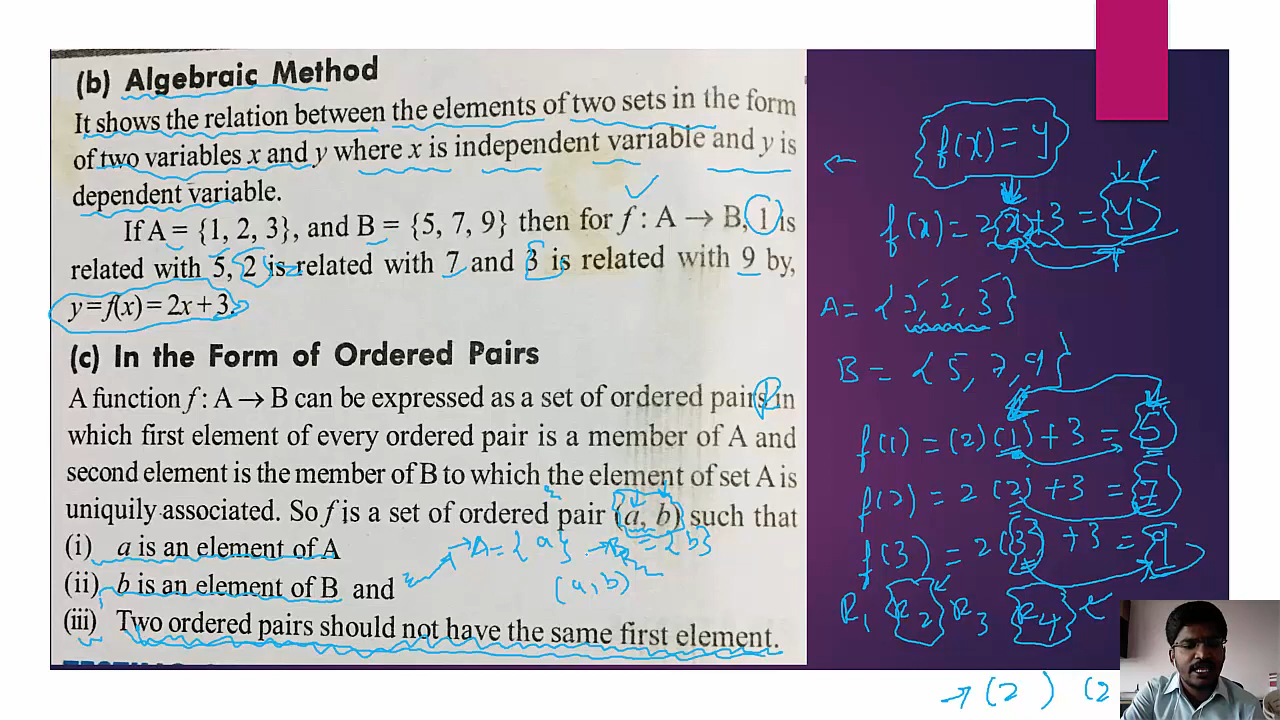 (b) Algebraic Method
It shows the relation between the elements of two sets in the form
of two variables x and y where x is independent variable and y is
dependent variable.
If A = {1, 2, 3}, and B = {5, 7, 9} then for f : A → B, 1 is
related with 5, 2 is related with 7 and 3 is related with 9 by,
y = f(x) = 2x + 3.
(c) In the Form of Ordered Pairs
A function f : A → B can be expressed as a set of ordered pairs in
which first element of every ordered pair is a member of A and
second element is the member of B to which the element of set A is
uniquily associated. So f is a set of ordered pair (a, b) such that
(i) a is an element of A
(ii) b is an element of B and
(iii) Two ordered pairs should not have the same first element.
→ A = {a} → = {b}
(a, b)
f(x) = y
f(x) = 2x + 3 = y
A = {1, 2, 3}
B = {5, 7, 9}
f(1) = (2)(1) + 3 = 5
f(2) = 2(2) + 3 = 7
f(3) = 2(3) + 3 = 9
R1 R2 R3 R4 ←
→ (2 ) (2